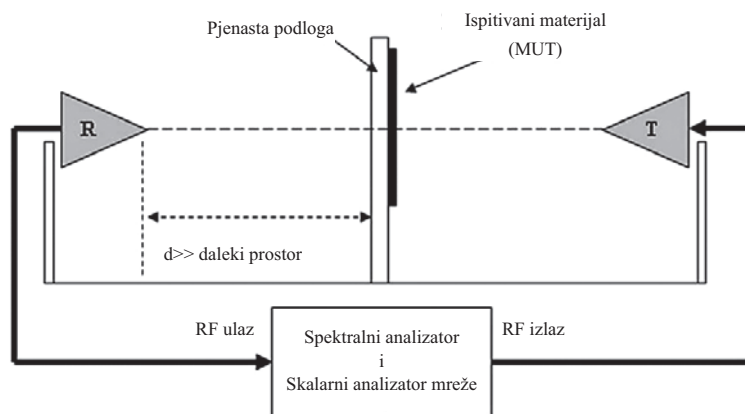 Pjenasta podloga
Ispitivani materijal
(MUT)
R
T
d>> daleki prostor
RF ulaz
Spektralni analizator
i
Skalarni analizator mreže
RF izlaz